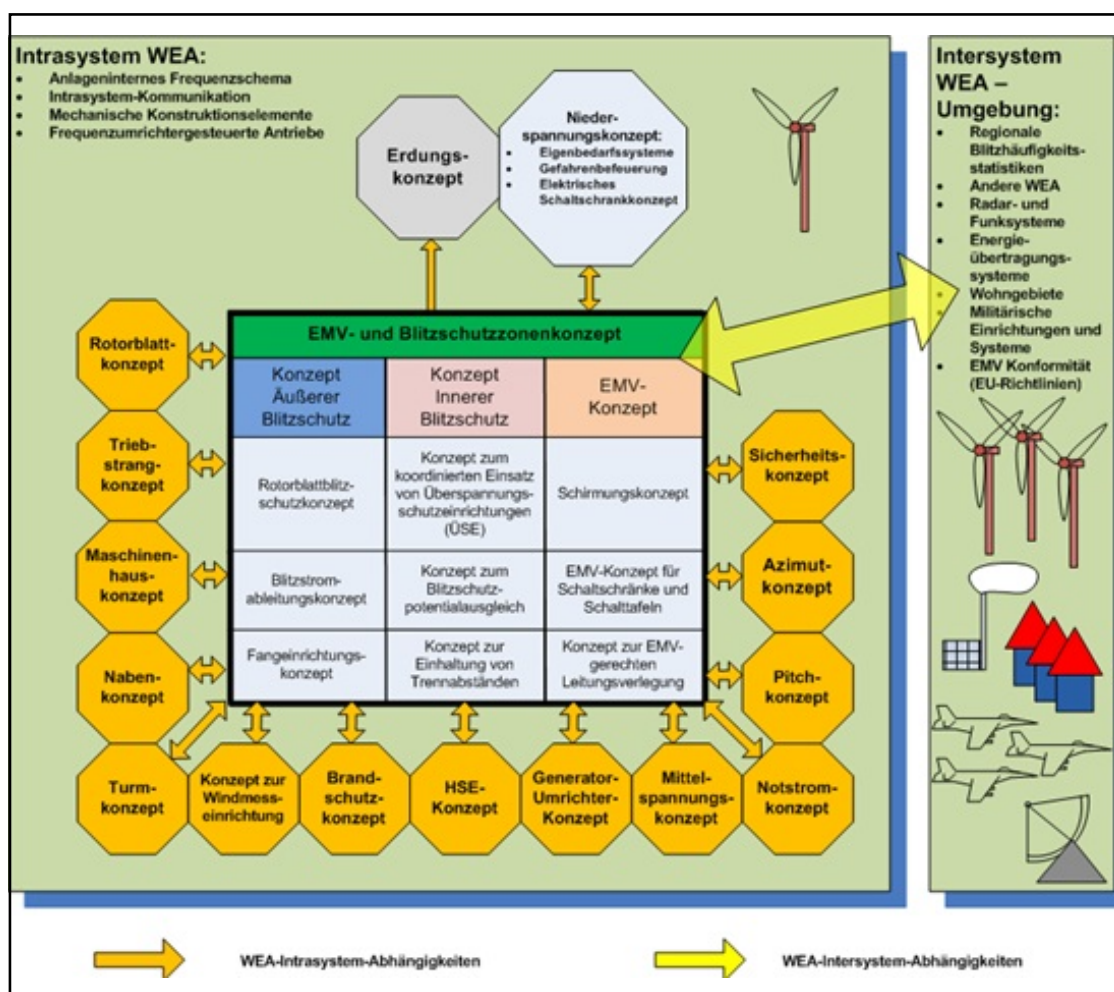 Intrasystem WEA:
• Anlageninternes Frequenzschema
• Intrasystem-Kommunikation
• Mechanische Konstruktionselemente
• Frequenzumrichtergesteuerte Antriebe
Erdungs-
konzept
Nieder-
spannungskonzept:
• Eigenbedarfssysteme
• Gefahrenbefeuerung
• Elektrisches
Schaltschrankkonzept
Intersystem
WEA –
Umgebung:
• Regionale
Blitzhäufigkeits-
statistiken
• Andere WEA
• Radar- und
Funksysteme
• Energie-
übertragungs-
systeme
• Wohngebiete
• Militärische
Einrichtungen und
Systeme
• EMV Konformität
(EU-Richtlinien)
EMV- und Blitzschutzzonenkonzept
Konzept
Äußerer
Blitzschutz
Konzept
Innerer
Blitzschutz
EMV-
Konzept
Rotorblattblitz-
schutzkonzept
Konzept zum
koordinierten Einsatz
von Überspannungs-
schutzeinrichtungen
(ÜSE)
Schirmungskonzept
Blitzstrom-
ableitungskonzept
Konzept zum
Blitzschutz-
potentialausgleich
EMV-Konzept für
Schaltschränke und
Schalttafeln
Fangeinrichtungs-
konzept
Konzept zur
Einhaltung von
Trennabständen
Konzept zur EMV-
gerechten
Leitungsverlegung
Rotorblatt-
konzept
Trieb-
strang-
konzept
Maschinen-
haus-
konzept
Naben-
konzept
Turm-
konzept
Konzept zur
Windmess-
einrichtung
Brand-
schutz-
konzept
HSE-
Konzept
Generator-
Umrichter-
Konzept
Mittel-
spannungs-
konzept
Notstrom-
konzept
Sicherheits-
konzept
Azimut-
konzept
Pitch-
konzept
WEA-Intrasystem-Abhängigkeiten
WEA-Intersystem-Abhängigkeiten